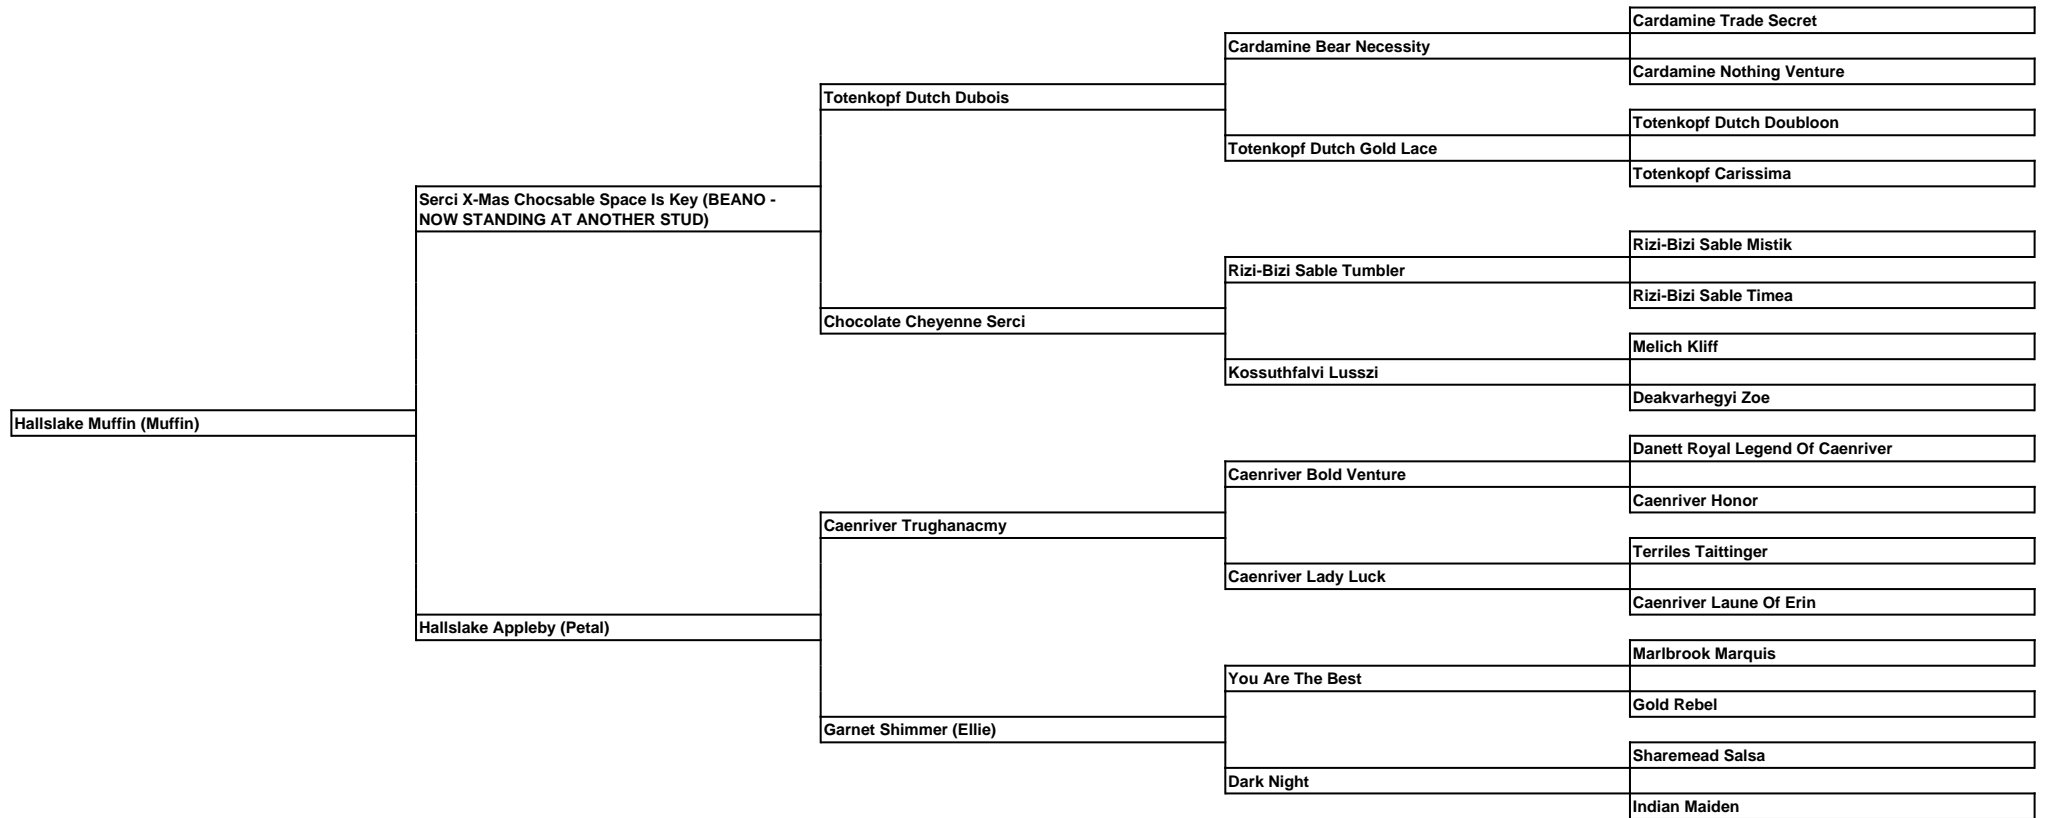 Cardamine Trade Secret
Cardamine Bear Necessity
Cardamine Nothing Venture
Totenkopf Dutch Dubois
Totenkopf Dutch Doubloon
Totenkopf Dutch Gold Lace
Totenkopf Carissima
Serci X-Mas Chocsable Space Is Key (BEANO -
NOW STANDING AT ANOTHER STUD)
Rizi-Bizi Sable Mistik
Rizi-Bizi Sable Tumbler
Rizi-Bizi Sable Timea
Chocolate Cheyenne Serci
Melich Kliff
Kossuthfalvi Lusszi
Deakvarhegyi Zoe
Hallslake Muffin (Muffin)
Danett Royal Legend Of Caenriver
Caenriver Bold Venture
Caenriver Honor
Caenriver Trughanacmy
Terriles Taittinger
Caenriver Lady Luck
Caenriver Laune Of Erin
Hallslake Appleby (Petal)
Marlbrook Marquis
You Are The Best
Gold Rebel
Garnet Shimmer (Ellie)
Sharemead Salsa
Dark Night
Indian Maiden